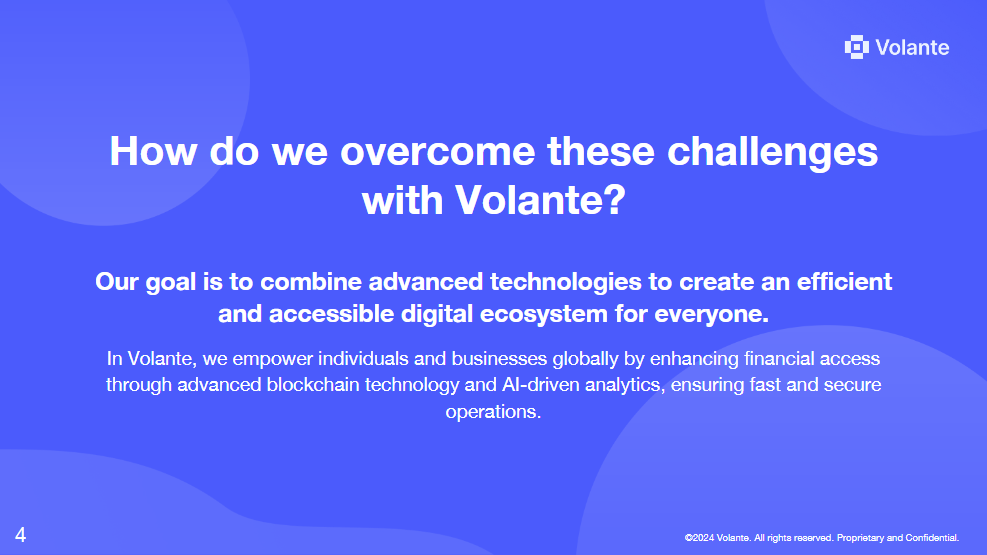 Volante
How do we overcome these challenges
with Volante?
Our goal is to combine advanced technologies to create an efficient
and accessible digital ecosystem for everyone.
In Volante, we empower individuals and businesses globally by enhancing financial access
through advanced blockchain technology and AI-driven analytics, ensuring fast and secure
operations.
4
©2024 Volante. All rights reserved. Proprietary and Confidential.